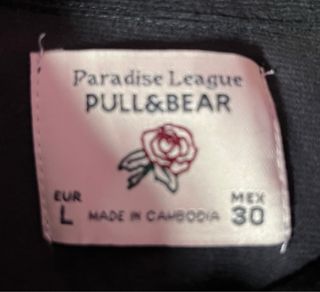 Paradise League
PULL&BEAR
EUR MEX
L MADE IN CAMBODIA 30